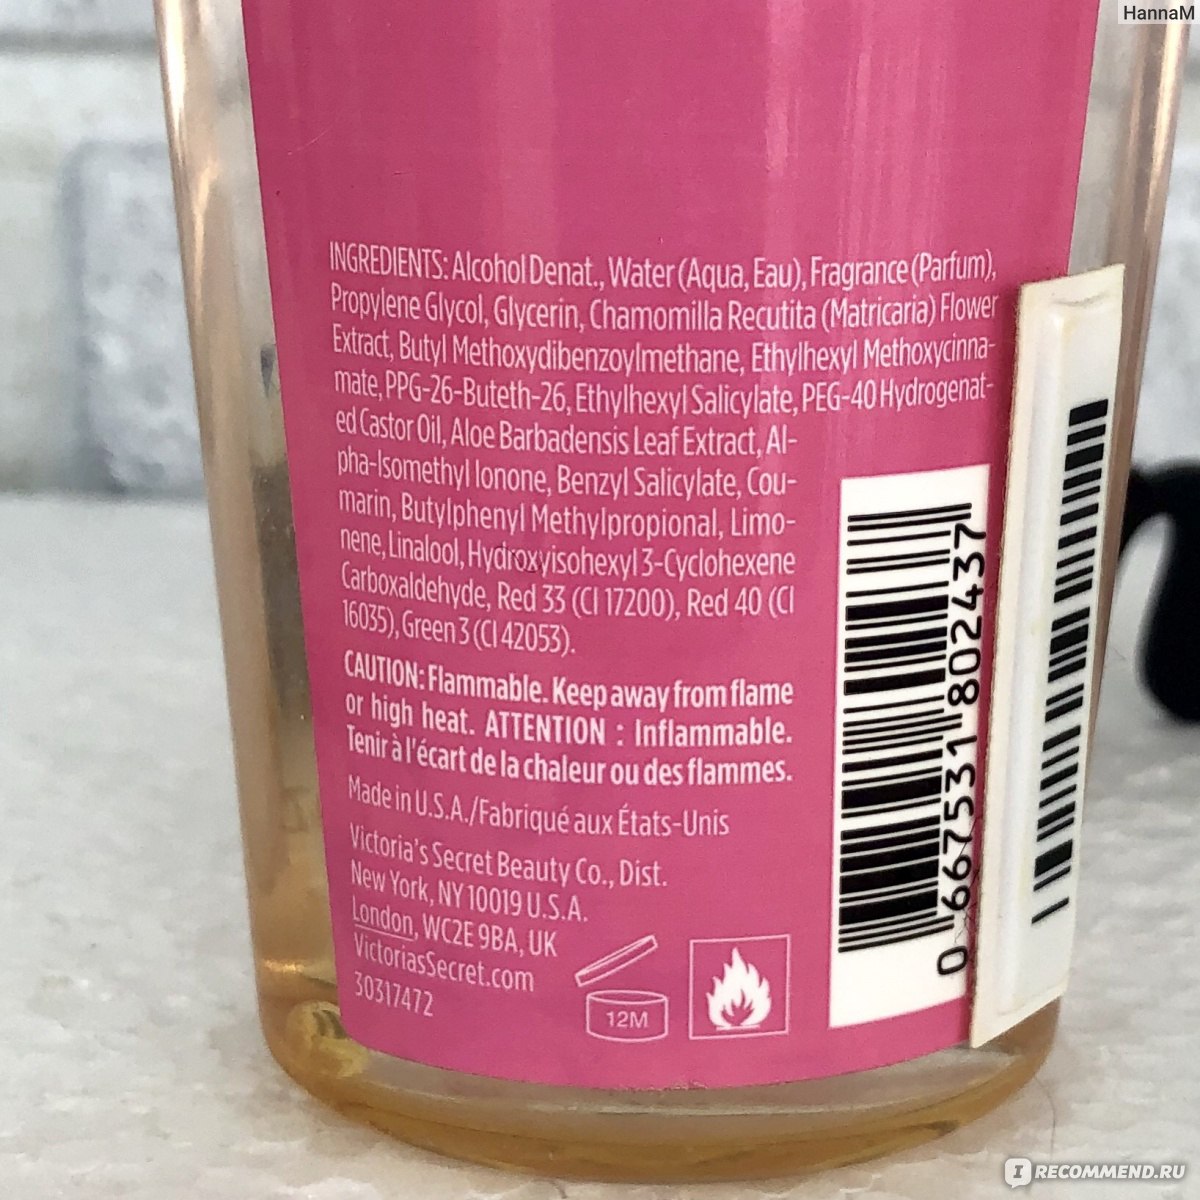 HannaM
INGREDIENTS: Alcohol Denat., Water (Aqua, Eau), Fragrance (Parfum),
Propylene Glycol, Glycerin, Chamomilla Recutita (Matricaria) Flower
Extract, Butyl Methoxydibenzoylmethane, Ethylhexyl Methoxycinna-
mate, PPG-26-Buteth-26, Ethylhexyl Salicylate, PEG-40 Hydrogenat-
ed Castor Oil, Aloe Barbadensis Leaf Extract, Al-
pha-Isomethyl Ionone, Benzyl Salicylate, Cou-
marin, Butylphenyl Methylpropional, Limo-
nene, Linalool, Hydroxyisohexyl 3-Cyclohexene
Carboxaldehyde, Red 33 (CI 17200), Red 40 (CI
16035), Green 3 (CI 42053).
CAUTION: Flammable. Keep away from flame
or high heat. ATTENTION : Inflammable.
Tenir à l'écart de la chaleur ou des flammes.
Made in U.S.A./Fabriqué aux États-Unis
Victoria's Secret Beauty Co., Dist.
New York, NY 10019 U.S.A.
London, WC2E 9BA, UK
VictoriasSecret.com
30317472
12M
0 667531 802437
I RECOMMEND.RU